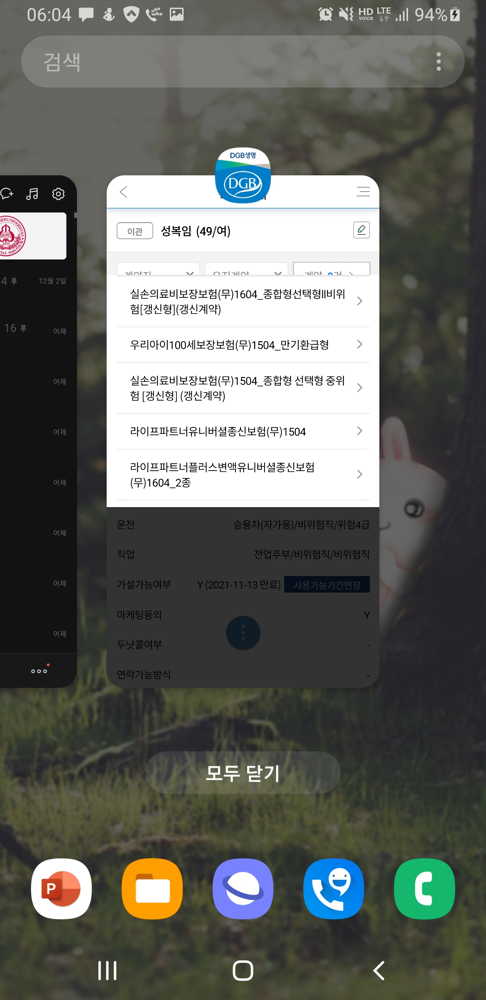 06:04
HD voice LTE 94%
검색
DGB생명
DGB
이관 성복임 (49/여)
실손의료비보장보험(무)1604_종합형선택형II비위
험[갱신형](갱신계약)
우리아이100세보장보험(무)1504_만기환급형
실손의료비보장보험(무)1504_종합형 선택형 중위
험 [갱신형] (갱신계약)
라이프파트너유니버셜종신보험(무)1504
라이프파트너플러스변액유니버셜종신보험
(무)1604_2종
운전 승용차(자가용)/비위험직/위험4급
직업 전업주부/비위험직/비위험직
가설가능여부 Y (2021-11-13 만료) 사용가능기간연장
마케팅동의 Y
두낫콜여부 -
연락가능방식 -
2000
4 12월 2일
16 어제
어제
어제
어제
어제
어제
어제
모두 닫기
P